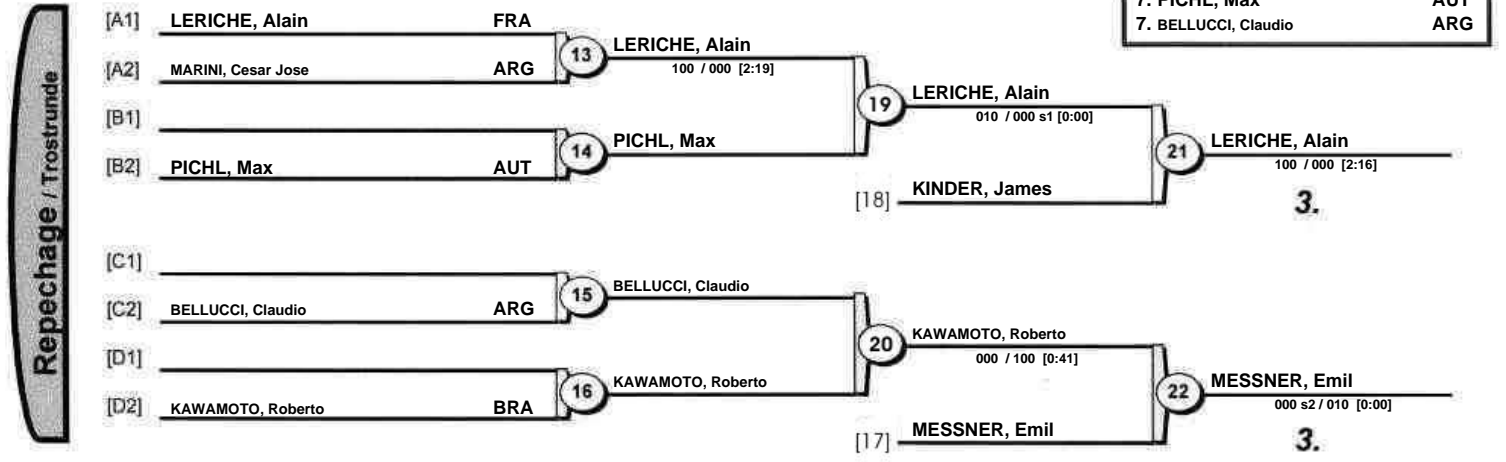 7. PICHL, Max AUT
7. BELLUCCI, Claudio ARG
Repechage / Trostrunde
[A1] LERICHE, Alain FRA
[A2] MARINI, Cesar Jose ARG
13 LERICHE, Alain
100 / 000 [2:19]
[B1]
[B2] PICHL, Max AUT
14 PICHL, Max
19 LERICHE, Alain
010 / 000 s1 [0:00]
[18] KINDER, James
21 LERICHE, Alain
100 / 000 [2:16]
3.
[C1]
[C2] BELLUCCI, Claudio ARG
15 BELLUCCI, Claudio
[D1]
[D2] KAWAMOTO, Roberto BRA
16 KAWAMOTO, Roberto
20 KAWAMOTO, Roberto
000 / 100 [0:41]
[17] MESSNER, Emil
22 MESSNER, Emil
000 s2 / 010 [0:00]
3.